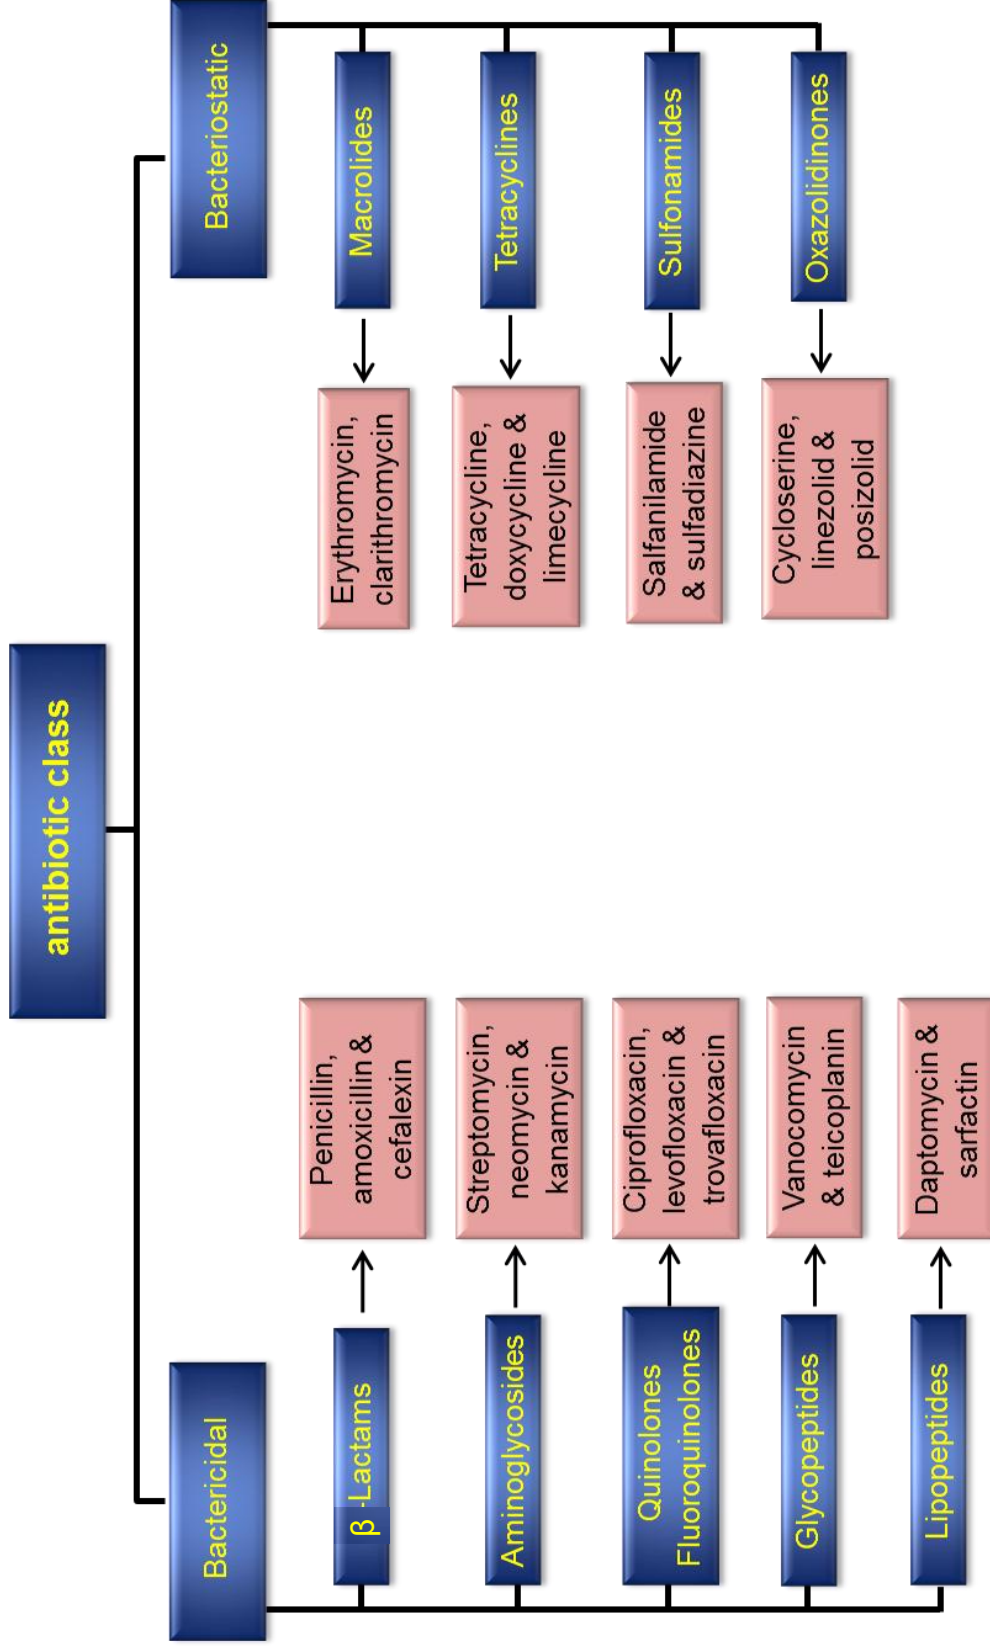 antibiotic class
Bactericidal
β -Lactams
Penicillin,
amoxicillin &
cefalexin
Aminoglycosides
Streptomycin,
neomycin &
kanamycin
Quinolones
Fluoroquinolones
Ciprofloxacin,
levofloxacin &
trovafloxacin
Glycopeptides
Vanocomycin
& teicoplanin
Lipopeptides
Daptomycin &
sarfactin
Bacteriostatic
Macrolides
Erythromycin,
clarithromycin
Tetracyclines
Tetracycline,
doxycycline &
limecycline
Sulfonamides
Salfanilamide
& sulfadiazine
Oxazolidinones
Cycloserine,
linezolid &
posizolid